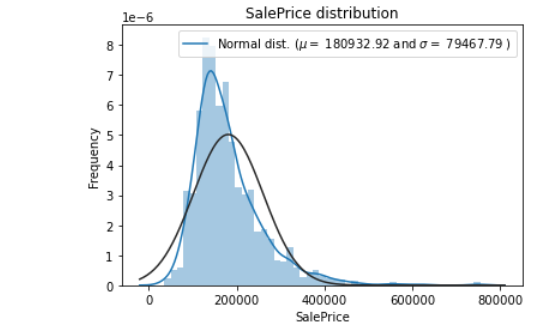 SalePrice distribution
1e−6
Normal dist. (μ = 180932.92 and σ = 79467.79 )
8
7
6
5
4
3
2
1
0
Frequency
0 200000 400000 600000 800000
SalePrice